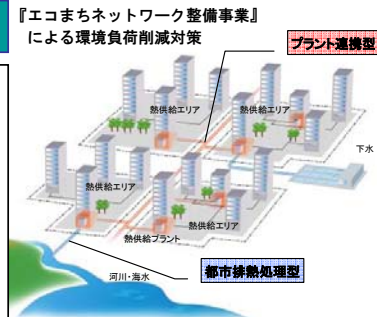 『エコまちネットワーク整備事業』
による環境負荷削減対策
プラント連携型
熱供給エリア
熱供給エリア
下水
熱供給エリア
熱供給エリア
熱供給プラント
河川・海水
都市排熱処理型